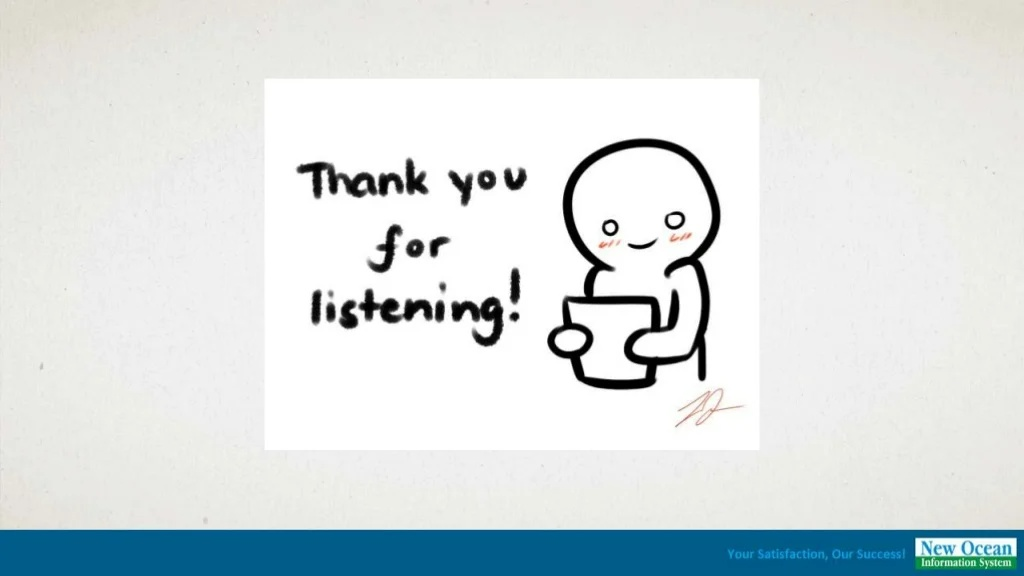 Thank you
for
listening!
Your Satisfaction, Our Success!
New Ocean
Information System